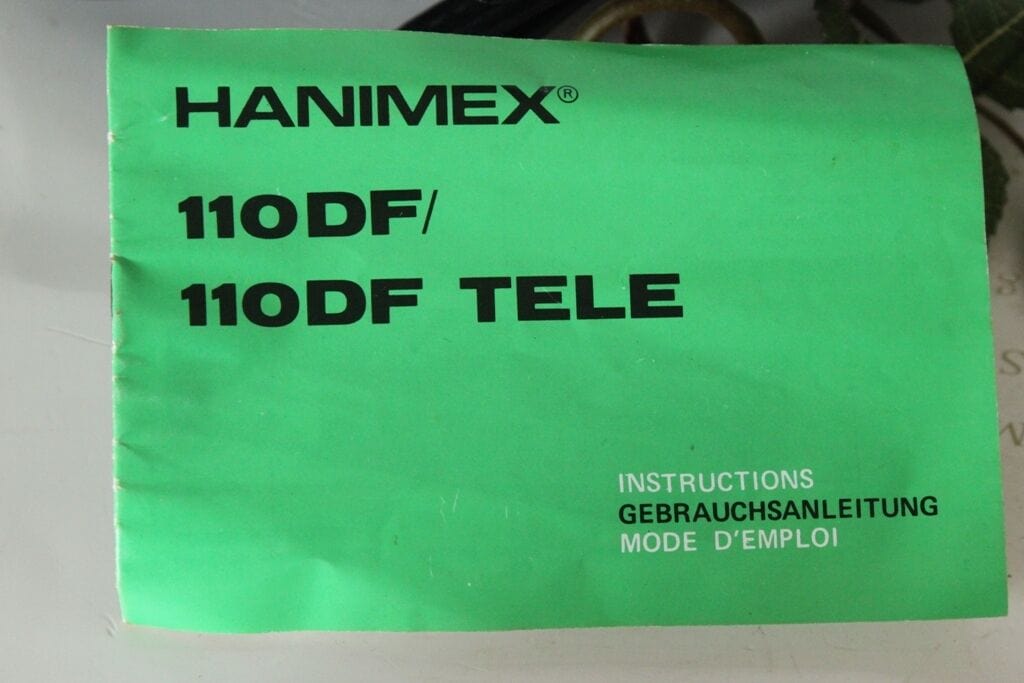 HANIMEX®
110DF/
110DF TELE
INSTRUCTIONS
GEBRAUCHSANLEITUNG
MODE D'EMPLOI